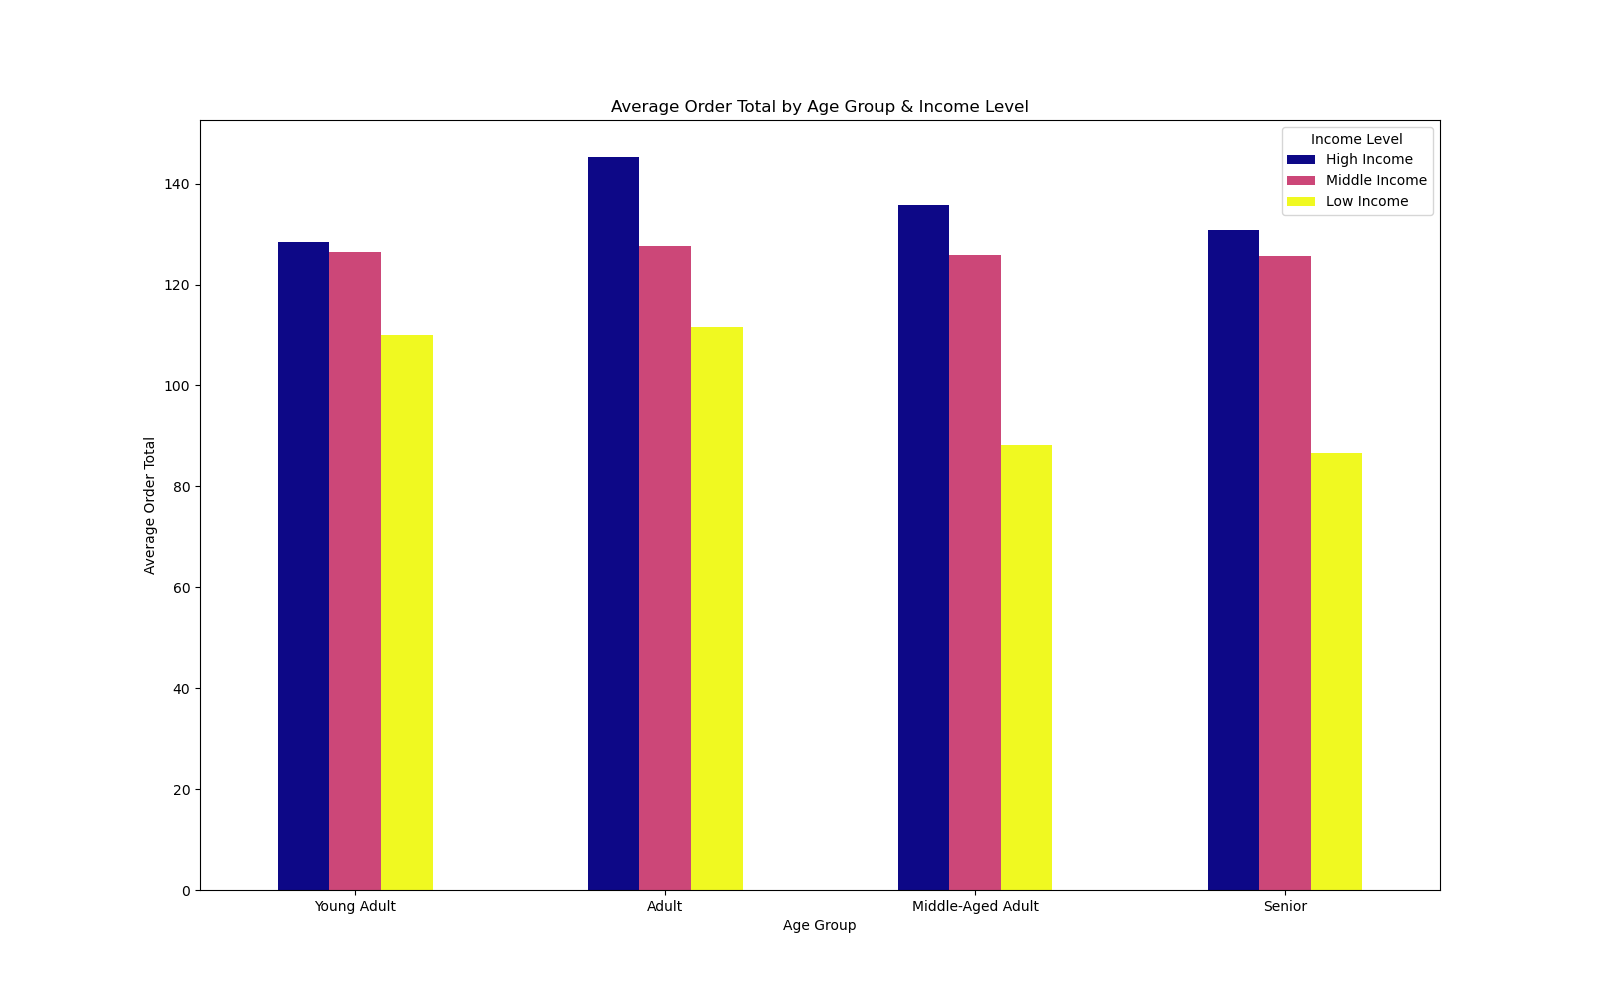 Average Order Total by Age Group & Income Level
Income Level
High Income
Middle Income
Low Income
140
120
100
80
60
40
20
0
Average Order Total
Young Adult
Adult
Middle-Aged Adult
Senior
Age Group